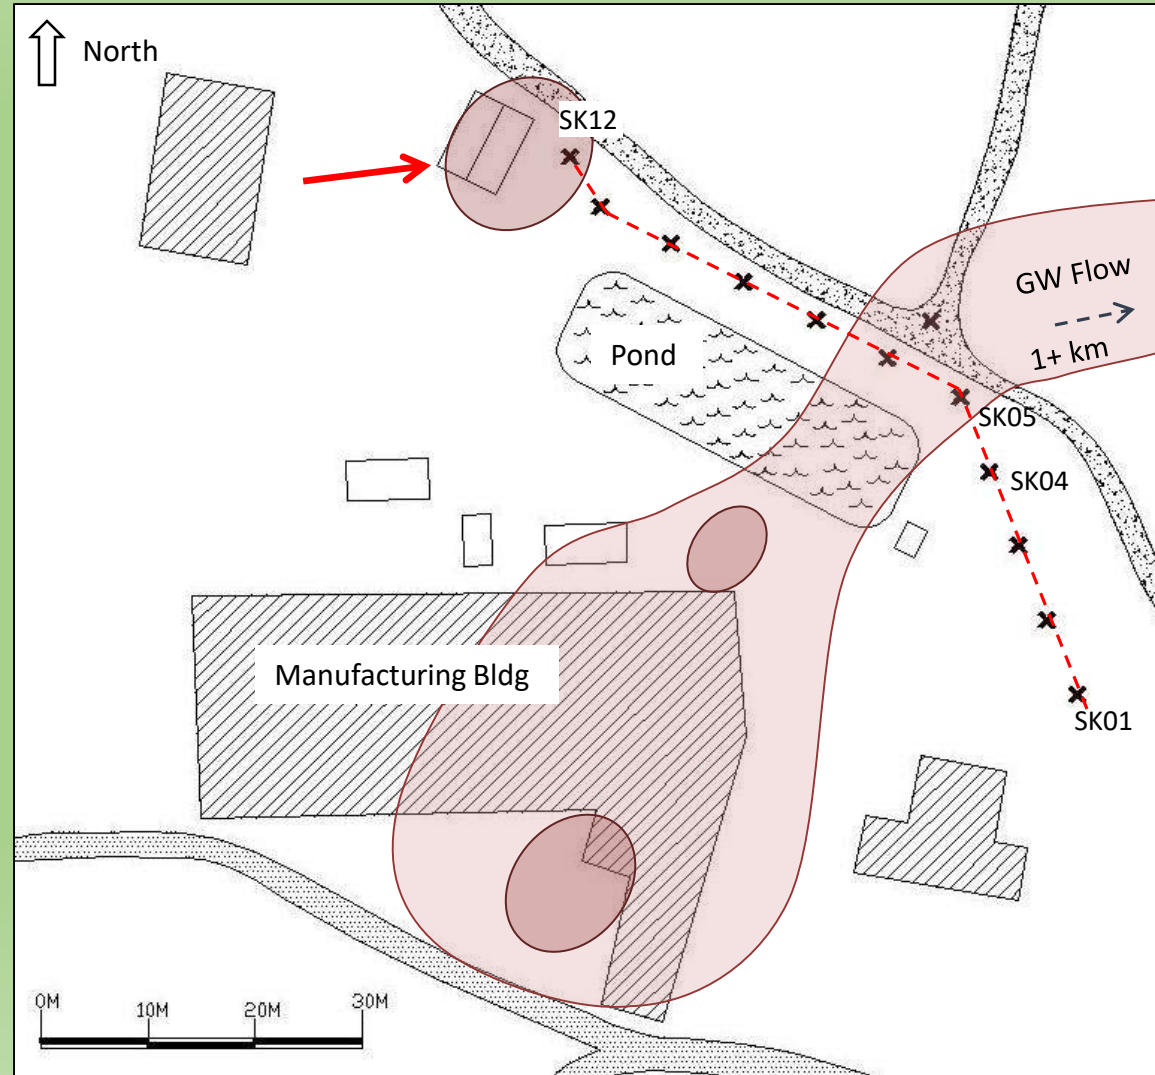 North
SK12
GW Flow
1+ km
Pond
SK05
SK04
Manufacturing Bldg
SK01
0M 10M 20M 30M